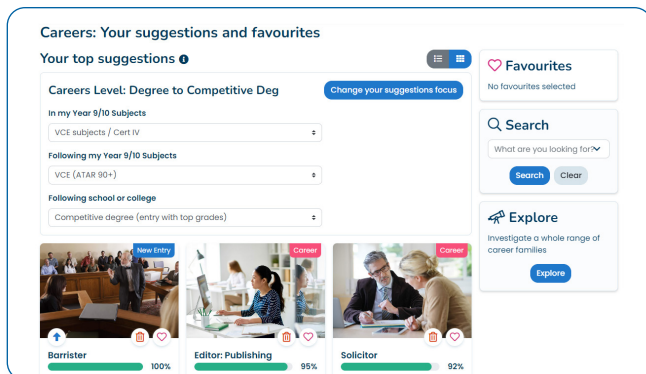 Careers: Your suggestions and favourites
Your top suggestions
Careers Level: Degree to Competitive Deg
Change your suggestions focus
In my Year 9/10 Subjects
VCE subjects / Cert IV
Following my Year 9/10 Subjects
VCE (ATAR 90+)
Following school or college
Competitive degree (entry with top grades)
New Entry
Barrister
100%
Career
Editor: Publishing
95%
Career
Solicitor
92%
Favourites
No favourites selected
Search
What are you looking for?
Search
Clear
Explore
Investigate a whole range of
career families
Explore